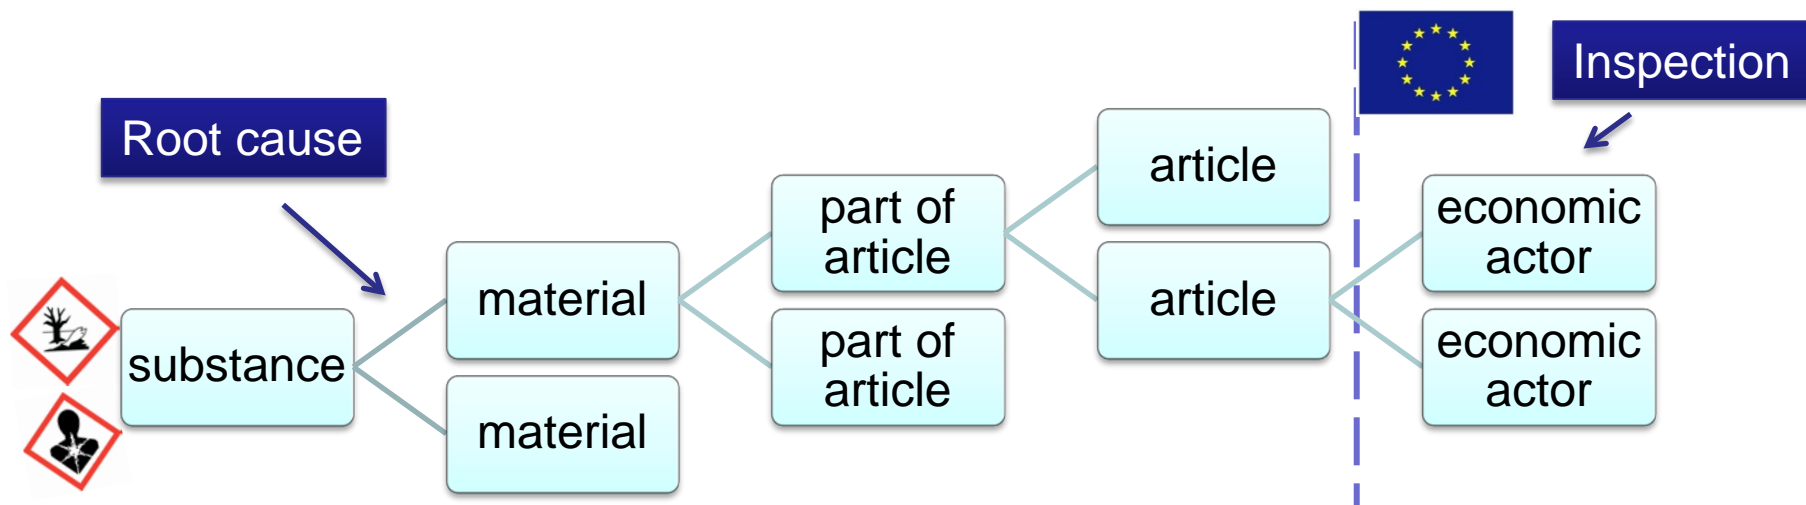 Inspection
Root cause
article
part of
article
economic
actor
material
article
substance
part of
article
economic
actor
material